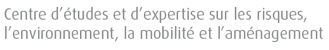 Centre d'études et d'expertise sur les risques,
l'environnement, la mobilité et l'aménagement